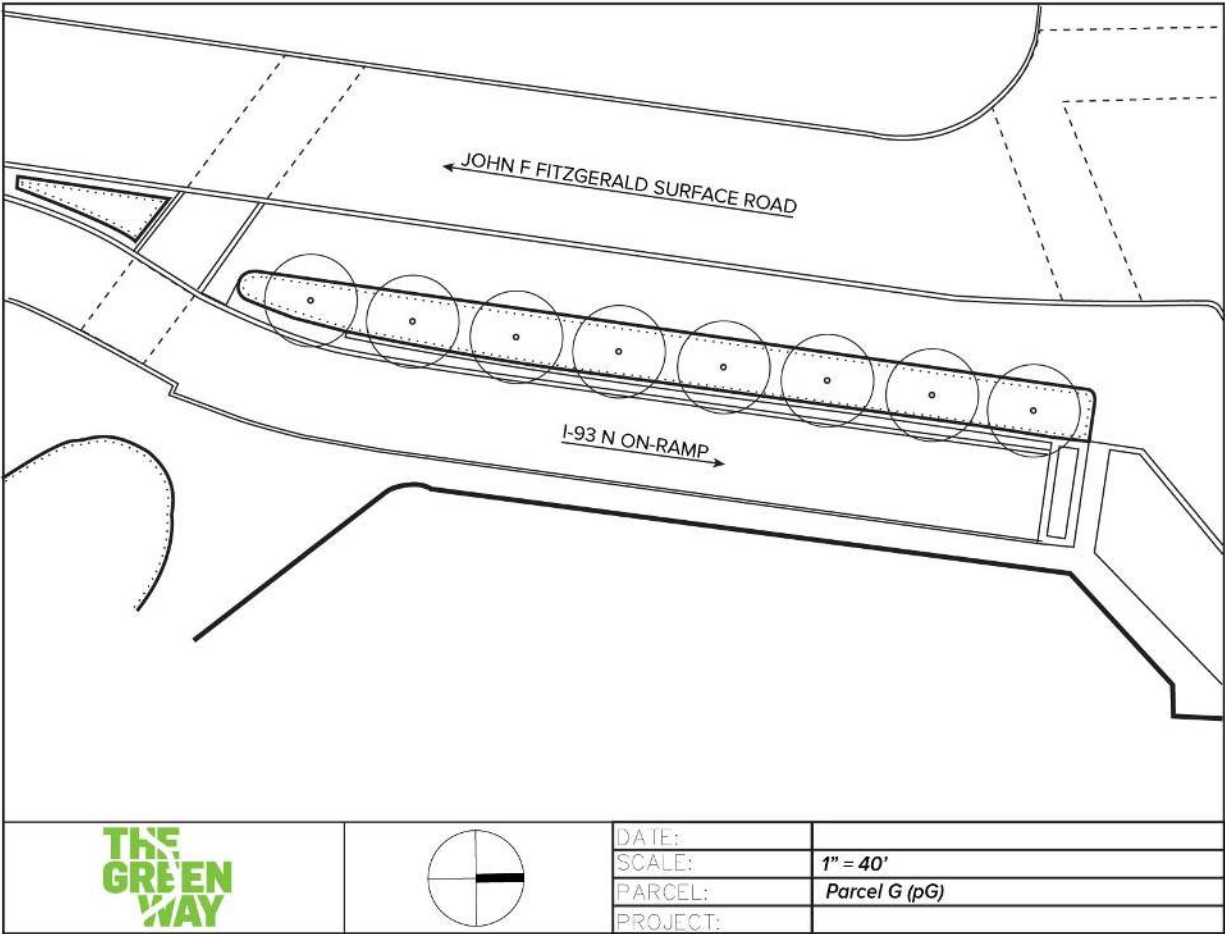 JOHN F FITZGERALD SURFACE ROAD
I-93 N ON-RAMP
THE
GREEN
WAY
DATE:
SCALE: 1" = 40'
PARCEL: Parcel G (pG)
PROJECT: